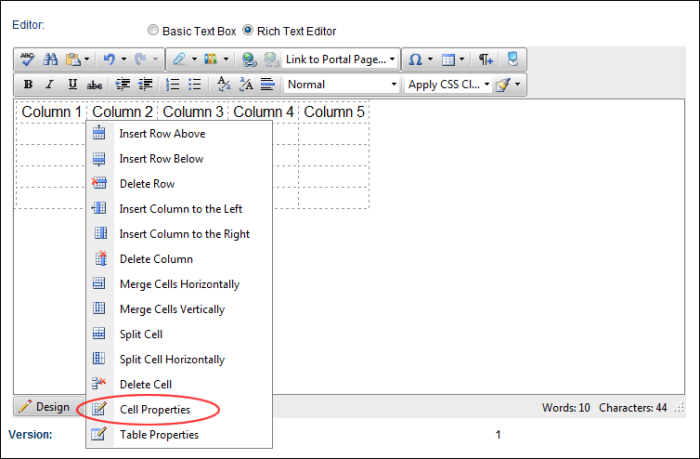 Editor: Basic Text Box Rich Text Editor
ABC Link to Portal Page... Ω ¶
B I U abc Normal Apply CSS Cl...
Column 1 Column 2 Column 3 Column 4 Column 5
Insert Row Above
Insert Row Below
Delete Row
Insert Column to the Left
Insert Column to the Right
Delete Column
Merge Cells Horizontally
Merge Cells Vertically
Split Cell
Split Cell Horizontally
Delete Cell
Design Cell Properties Words: 10 Characters: 44
Version: Table Properties 1